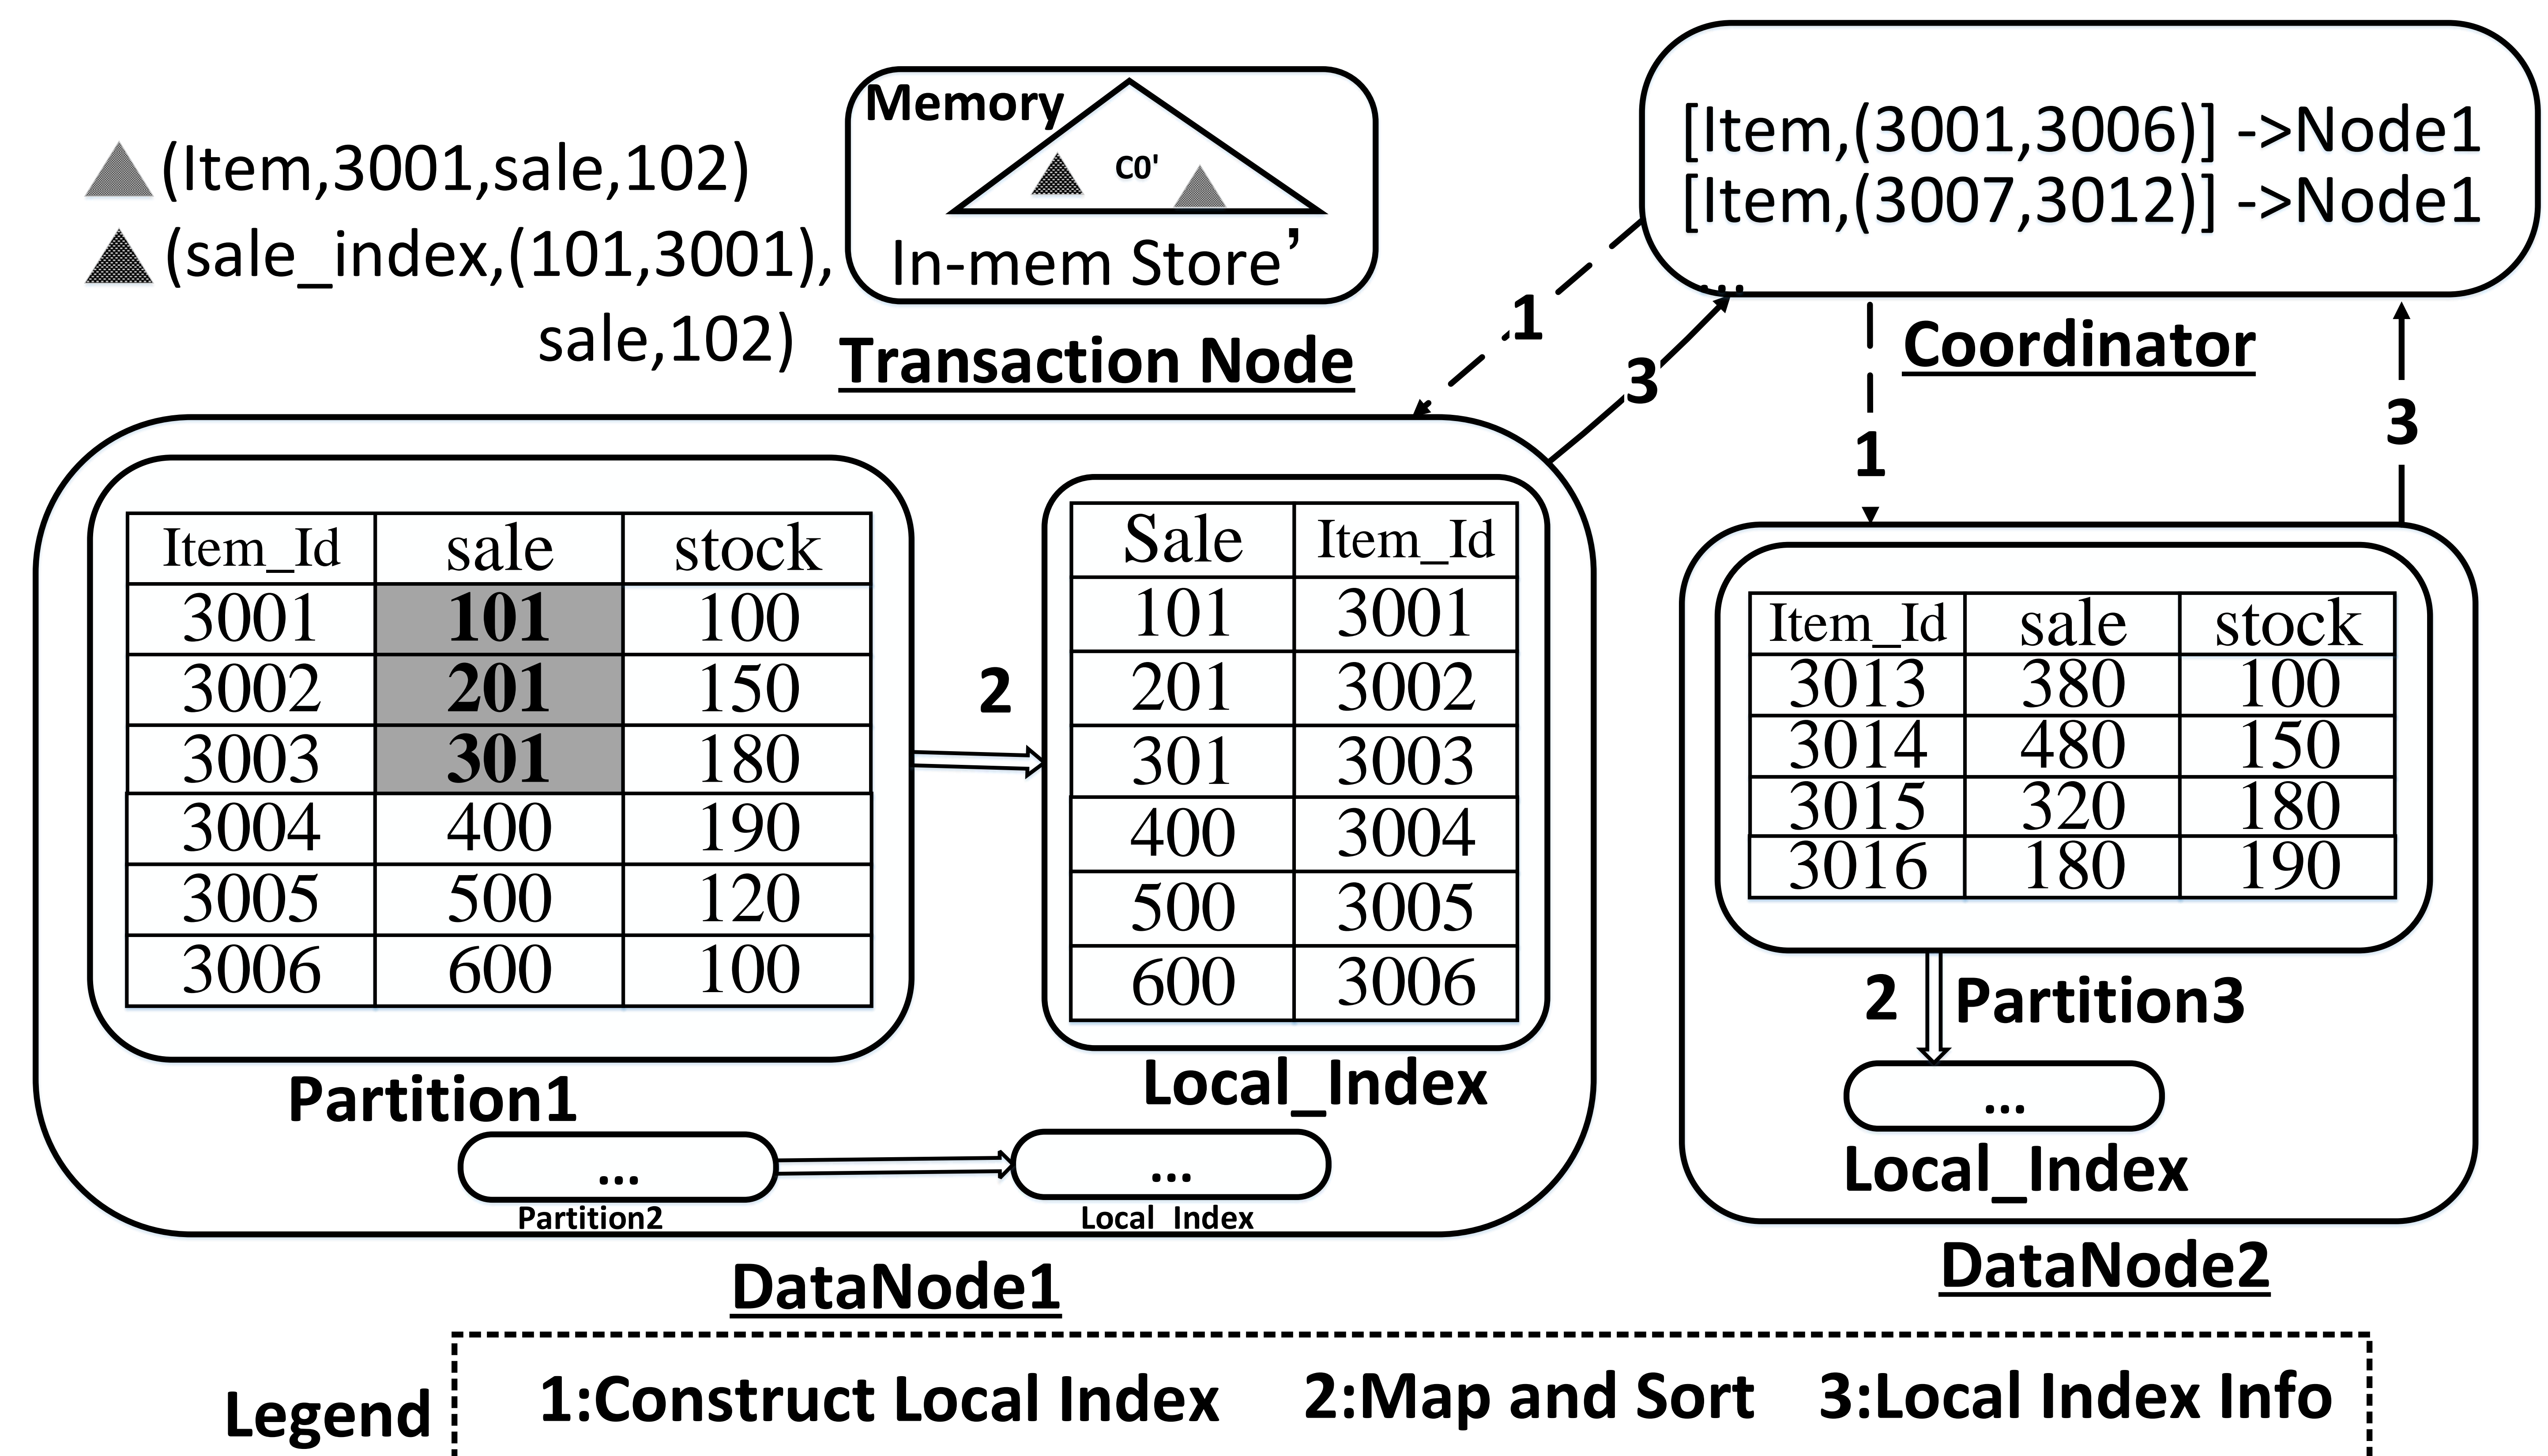 Memory
C0'
In-mem Store’
Transaction Node
(Item,3001,sale,102)
(sale_index,(101,3001),
sale,102)
[Item,(3001,3006)] ->Node1
[Item,(3007,3012)] ->Node1
...
Coordinator
1
3
1
3
Item_Id sale stock
3001 101 100
3002 201 150
3003 301 180
3004 400 190
3005 500 120
3006 600 100
Partition1
2
Sale Item_Id
101 3001
201 3002
301 3003
400 3004
500 3005
600 3006
Local_Index
...
Partition2
...
Local_Index
DataNode1
Item_Id sale stock
3013 380 100
3014 480 150
3015 320 180
3016 180 190
2 Partition3
...
Local_Index
DataNode2
Legend
1:Construct Local Index 2:Map and Sort 3:Local Index Info